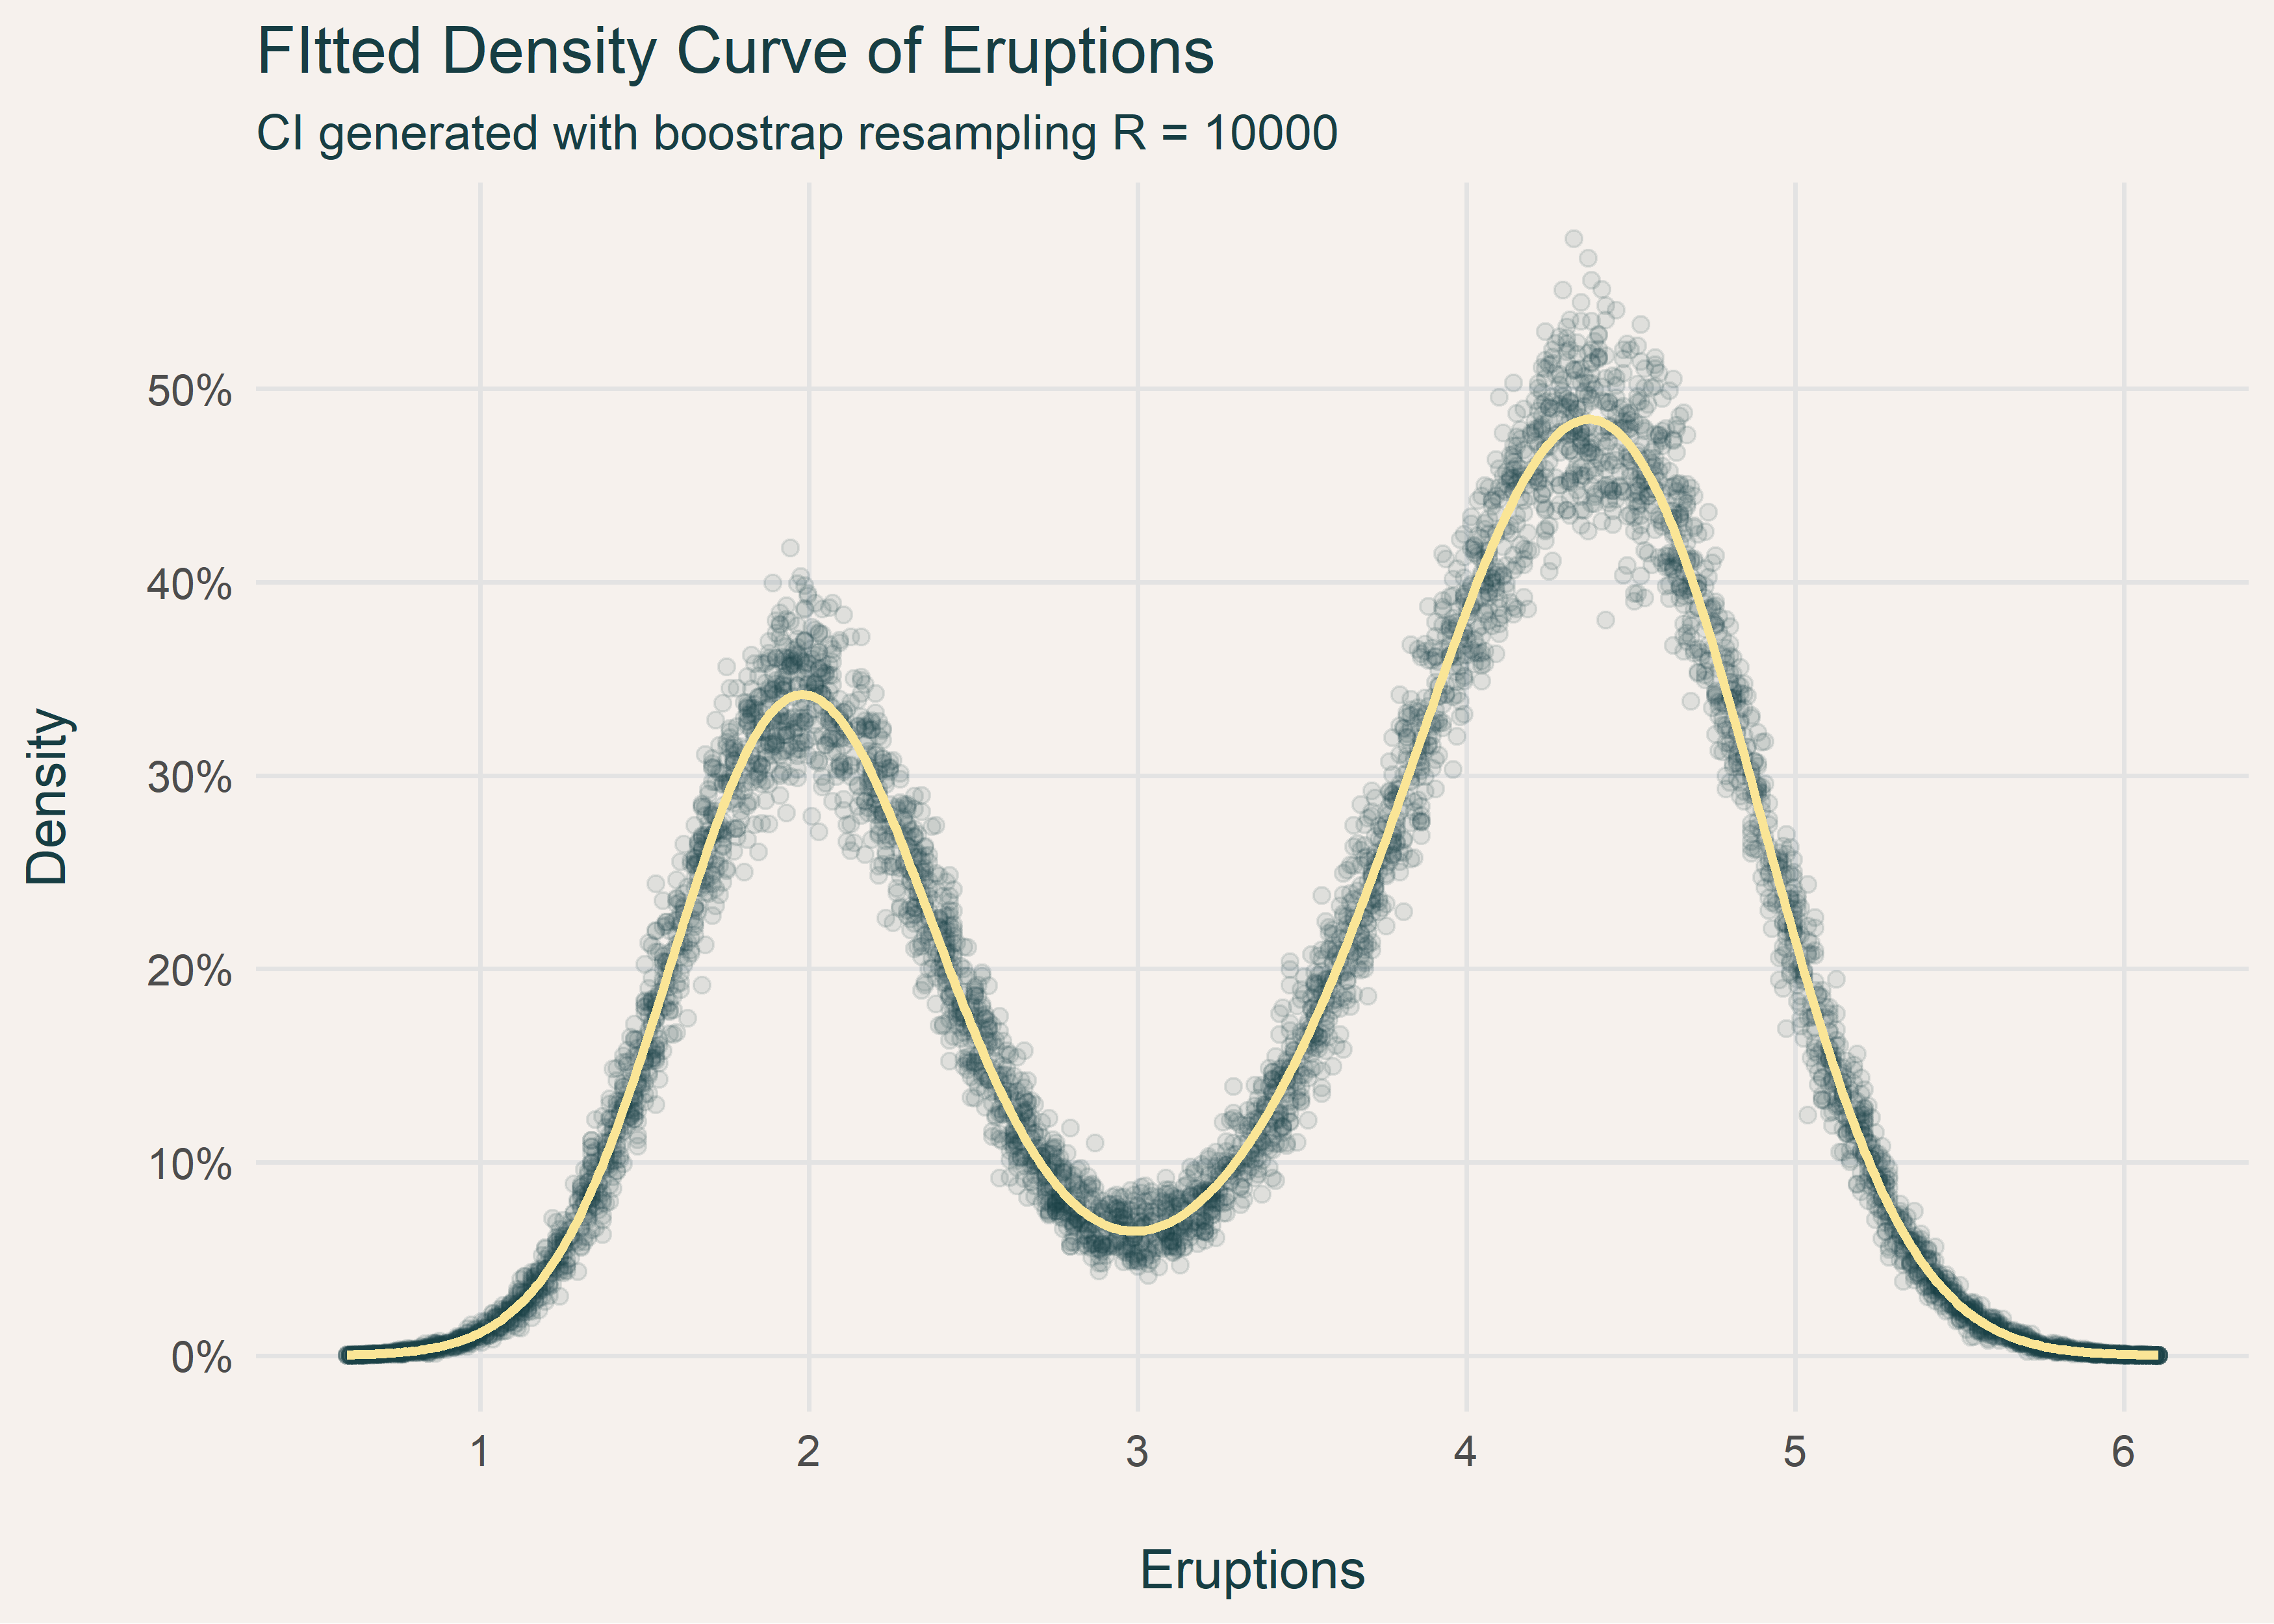 FItted Density Curve of Eruptions
CI generated with boostrap resampling R = 10000
Density
50%
40%
30%
20%
10%
0%
1 2 3 4 5 6
Eruptions